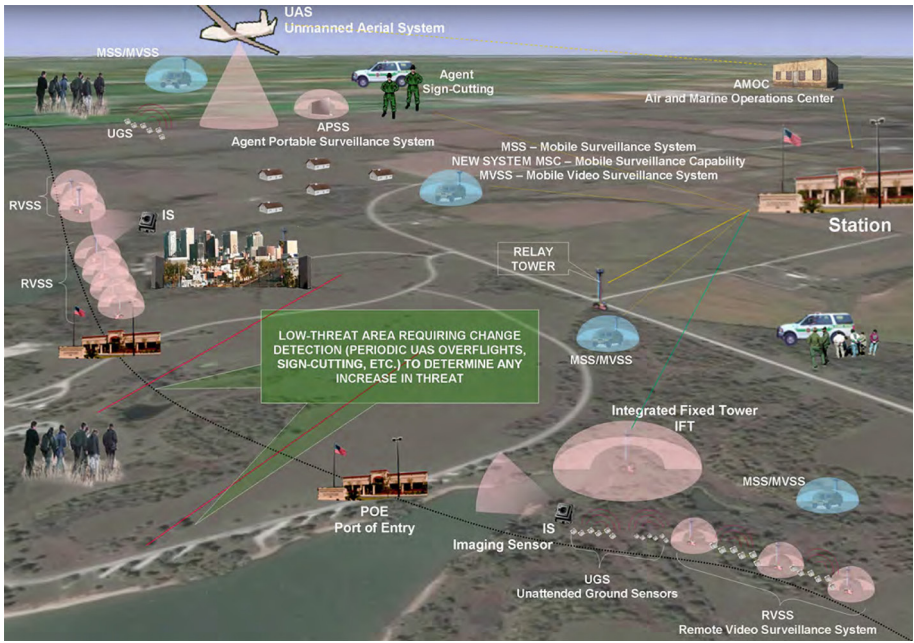 UAS
Unmanned Aerial System
MSS/MVSS
Agent
Sign-Cutting
AMOC
Air and Marine Operations Center
UGS
APSS
Agent Portable Surveillance System
MSS – Mobile Surveillance System
NEW SYSTEM MSC – Mobile Surveillance Capability
MVSS – Mobile Video Surveillance System
RVSS
IS
Station
RELAY
TOWER
RVSS
LOW-THREAT AREA REQUIRING CHANGE
DETECTION (PERIODIC UAS OVERFLIGHTS,
SIGN-CUTTING, ETC.) TO DETERMINE ANY
INCREASE IN THREAT
MSS/MVSS
Integrated Fixed Tower
IFT
MSS/MVSS
POE
Port of Entry
IS
Imaging Sensor
UGS
Unattended Ground Sensors
RVSS
Remote Video Surveillance System